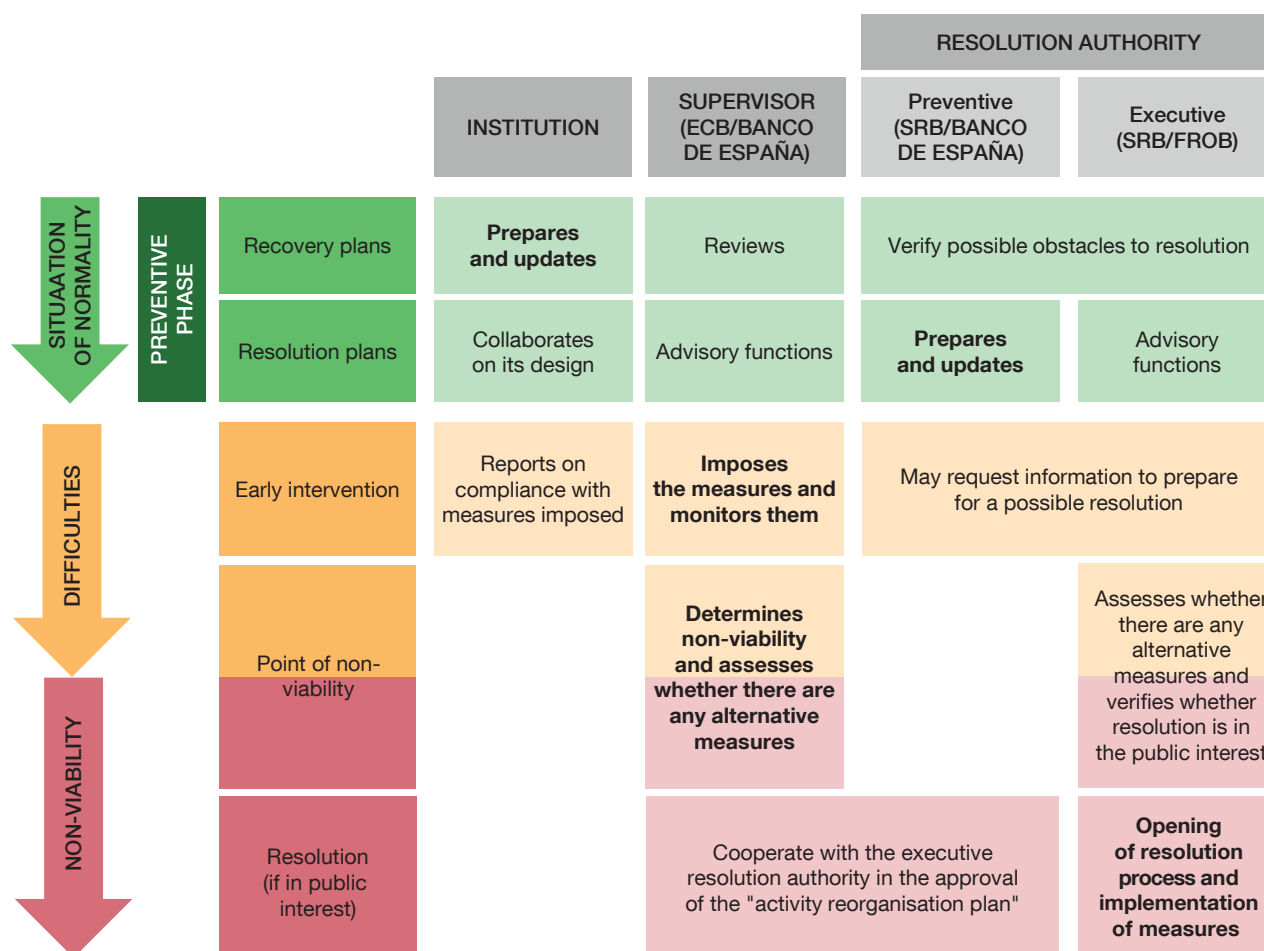 RESOLUTION AUTHORITY
INSTITUTION
SUPERVISOR
(ECB/BANCO
DE ESPAÑA)
Preventive
(SRB/BANCO
DE ESPAÑA)
Executive
(SRB/FROB)
SITUAATION
OF NORMALITY
PREVENTIVE
PHASE
Recovery plans
Prepares
and updates
Reviews
Verify possible obstacles to resolution
Resolution plans
Collaborates
on its design
Advisory functions
Prepares
and updates
Advisory
functions
DIFFICULTIES
Early intervention
Reports on
compliance with
measures imposed
Imposes
the measures and
monitors them
May request information to prepare
for a possible resolution
Point of non-
viability
Determines
non-viability
and assesses
whether there are
any alternative
measures
Assesses whether
there are any
alternative
measures and
verifies whether
resolution is in
the public interest
NON-VIABILITY
Resolution
(if in public
interest)
Cooperate with the executive
resolution authority in the approval
of the "activity reorganisation plan"
Opening
of resolution
process and
implementation
of measures